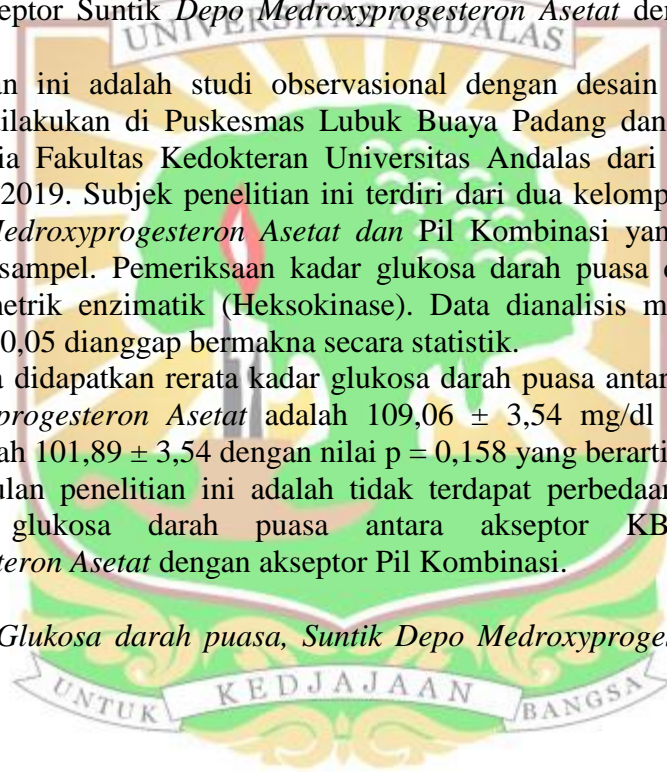 eptor Suntik Depo Medroxyprogesteron Asetat de
UNIVERSITAS ANDALAS
an ini adalah studi observasional dengan desain
ilakukan di Puskesmas Lubuk Buaya Padang dan
ia Fakultas Kedokteran Universitas Andalas dari
2019. Subjek penelitian ini terdiri dari dua kelomp
Medroxyprogesteron Asetat dan Pil Kombinasi yan
sampel. Pemeriksaan kadar glukosa darah puasa
metrik enzimatik (Heksokinase). Data dianalisis m
0,05 dianggap bermakna secara statistik.
a didapatkan rerata kadar glukosa darah puasa antar
progesteron Asetat adalah 109,06 ± 3,54 mg/dl
ah 101,89 ± 3,54 dengan nilai p = 0,158 yang berarti
ulan penelitian ini adalah tidak terdapat perbedaan
glukosa darah puasa antara akseptor KB
teron Asetat dengan akseptor Pil Kombinasi.
Glukosa darah puasa, Suntik Depo Medroxyproges
UNTUK KEDJAJAAN BANGSA